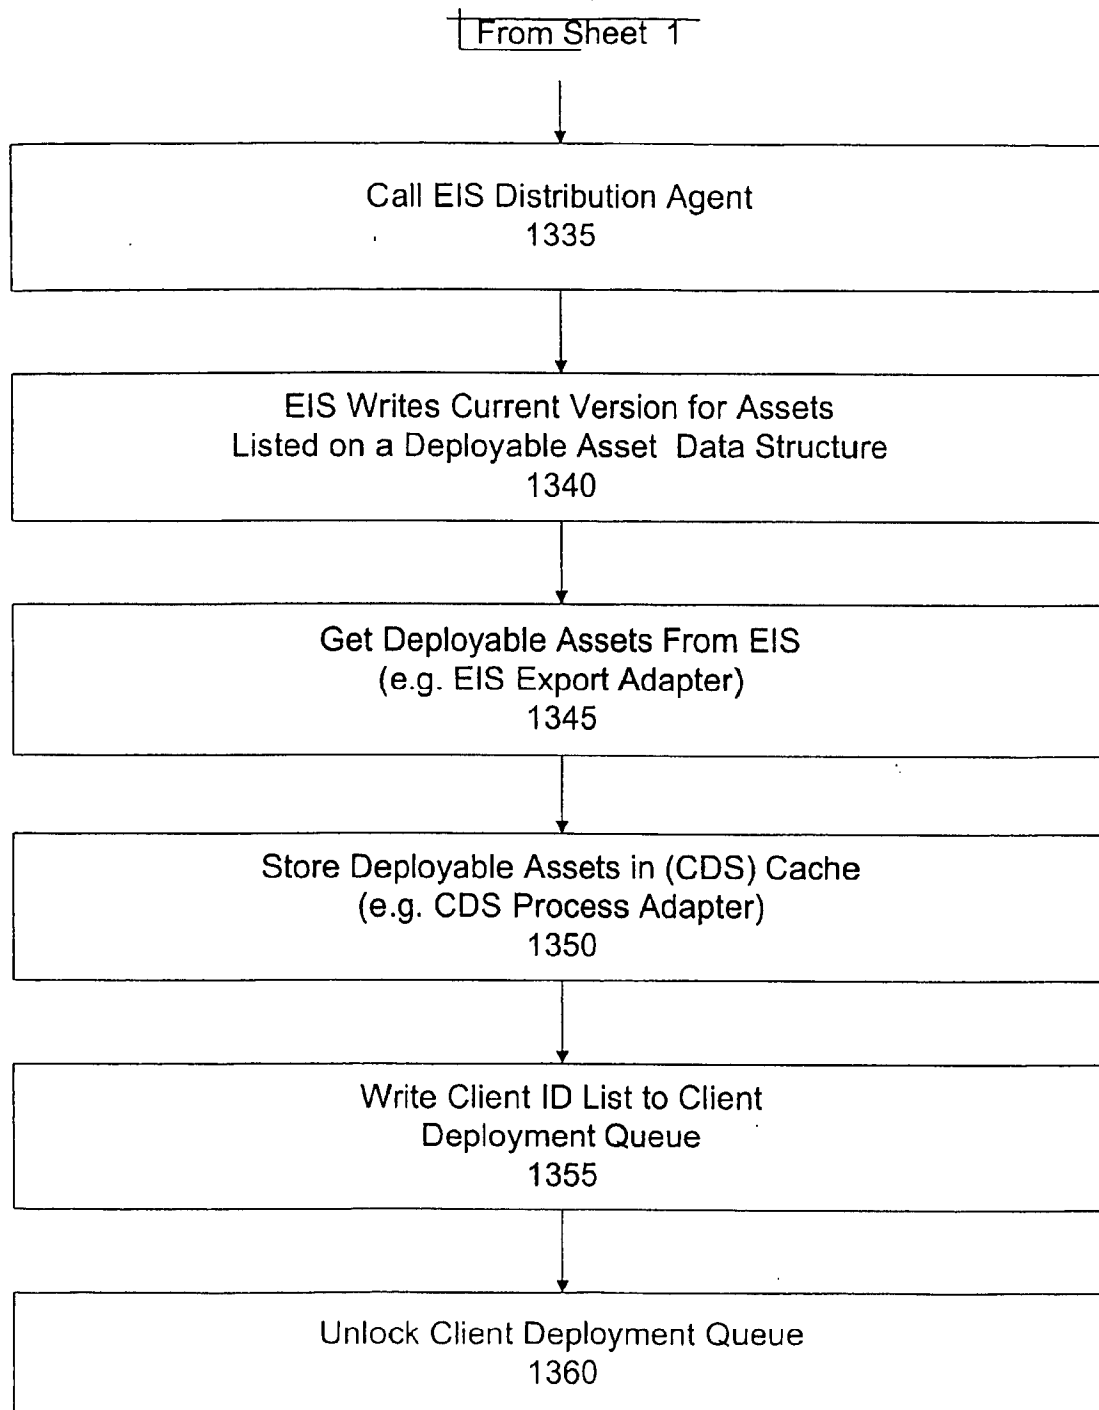 From Sheet 1
Call EIS Distribution Agent
1335
EIS Writes Current Version for Assets
Listed on a Deployable Asset Data Structure
1340
Get Deployable Assets From EIS
(e.g. EIS Export Adapter)
1345
Store Deployable Assets in (CDS) Cache
(e.g. CDS Process Adapter)
1350
Write Client ID List to Client
Deployment Queue
1355
Unlock Client Deployment Queue
1360